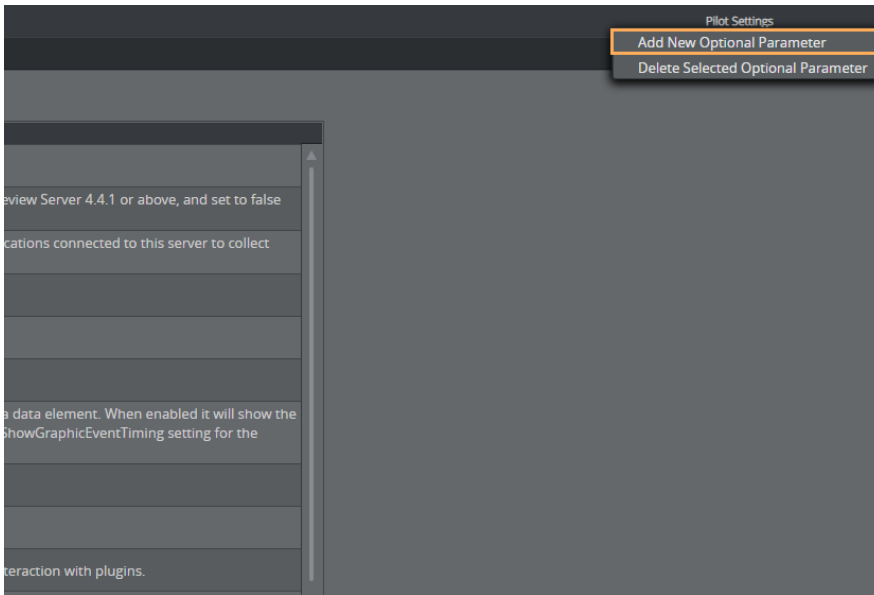 Pilot Settings
Add New Optional Parameter
Delete Selected Optional Parameter
eview Server 4.4.1 or above, and set to false
cations connected to this server to collect
a data element. When enabled it will show the
ShowGraphicEventTiming setting for the
teraction with plugins.